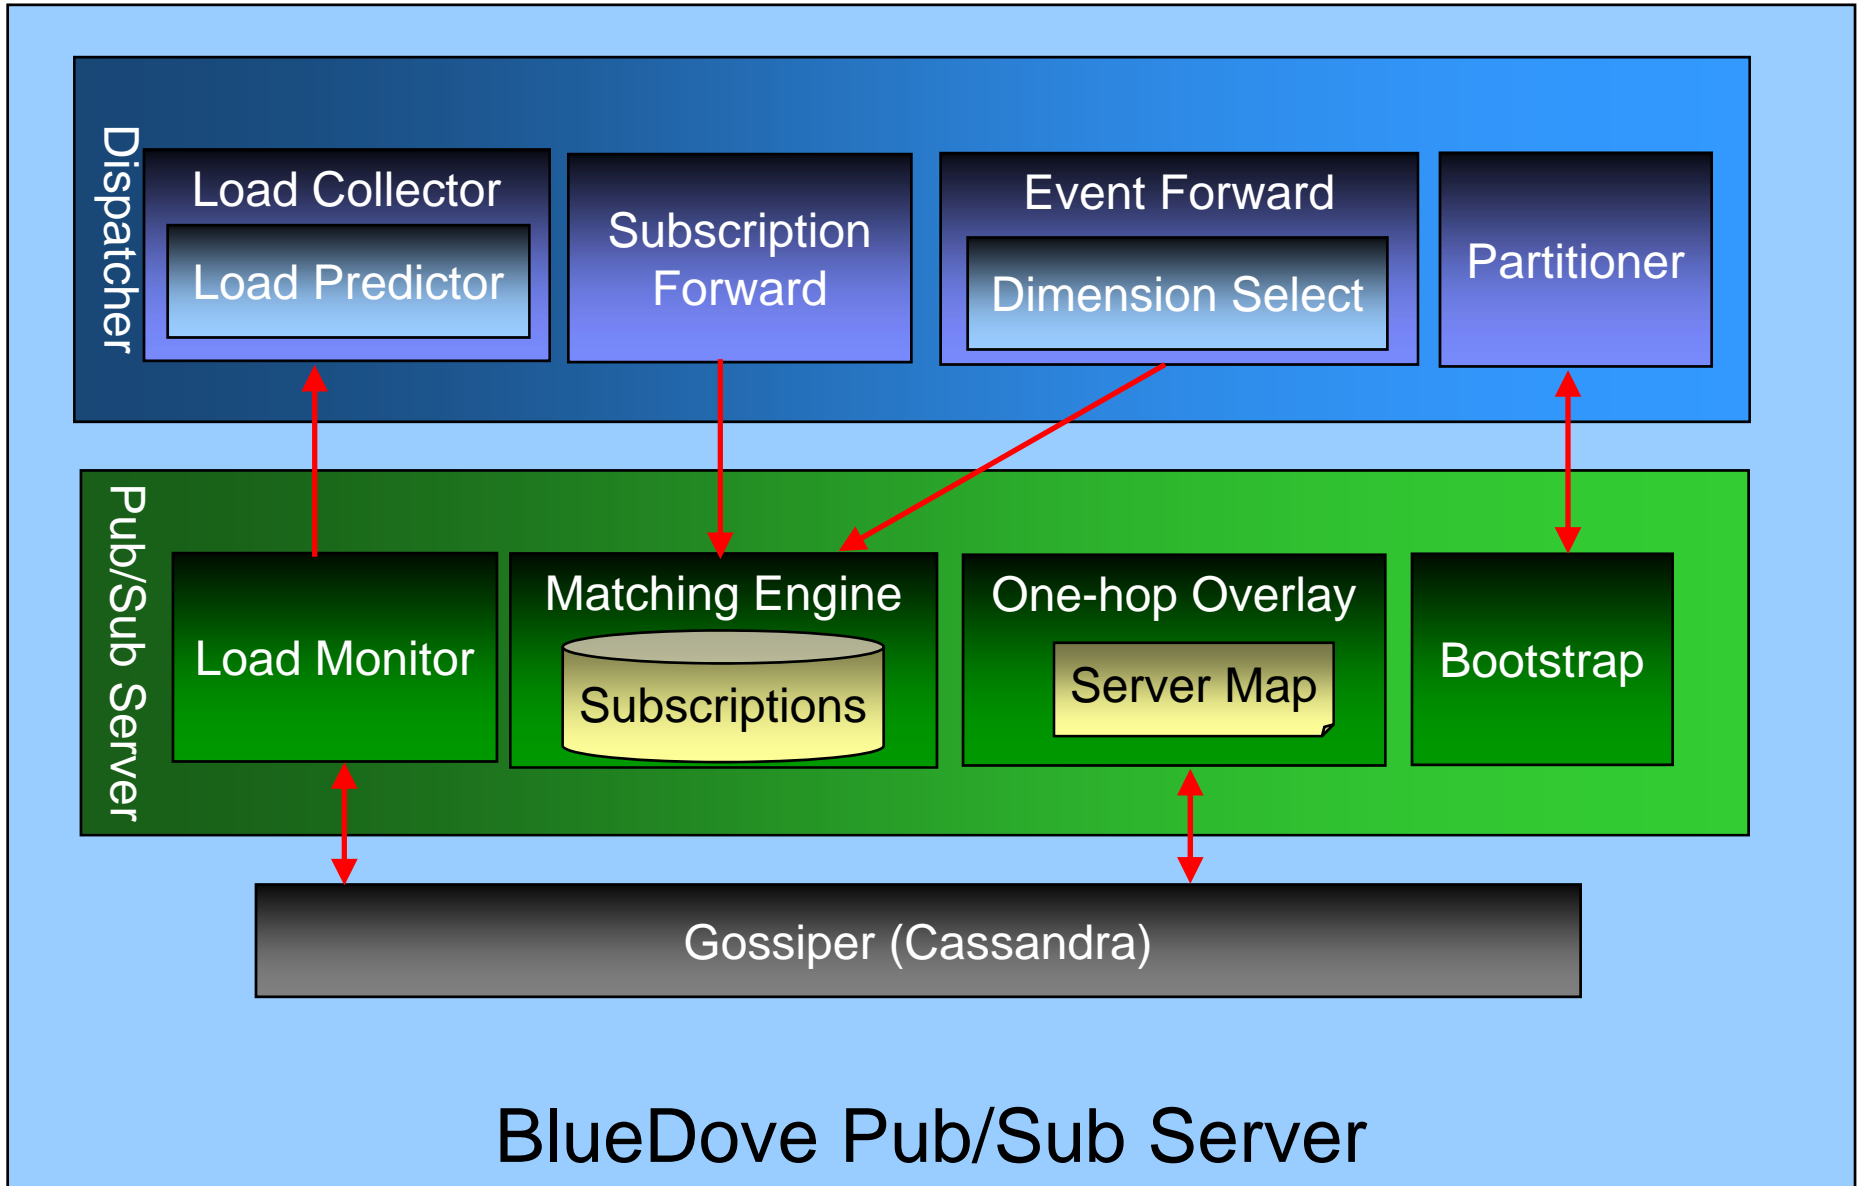 Dispatcher
Load Collector
Load Predictor
Subscription
Forward
Event Forward
Dimension Select
Partitioner
Pub/Sub Server
Load Monitor
Matching Engine
Subscriptions
One-hop Overlay
Server Map
Bootstrap
Gossiper (Cassandra)
BlueDove Pub/Sub Server